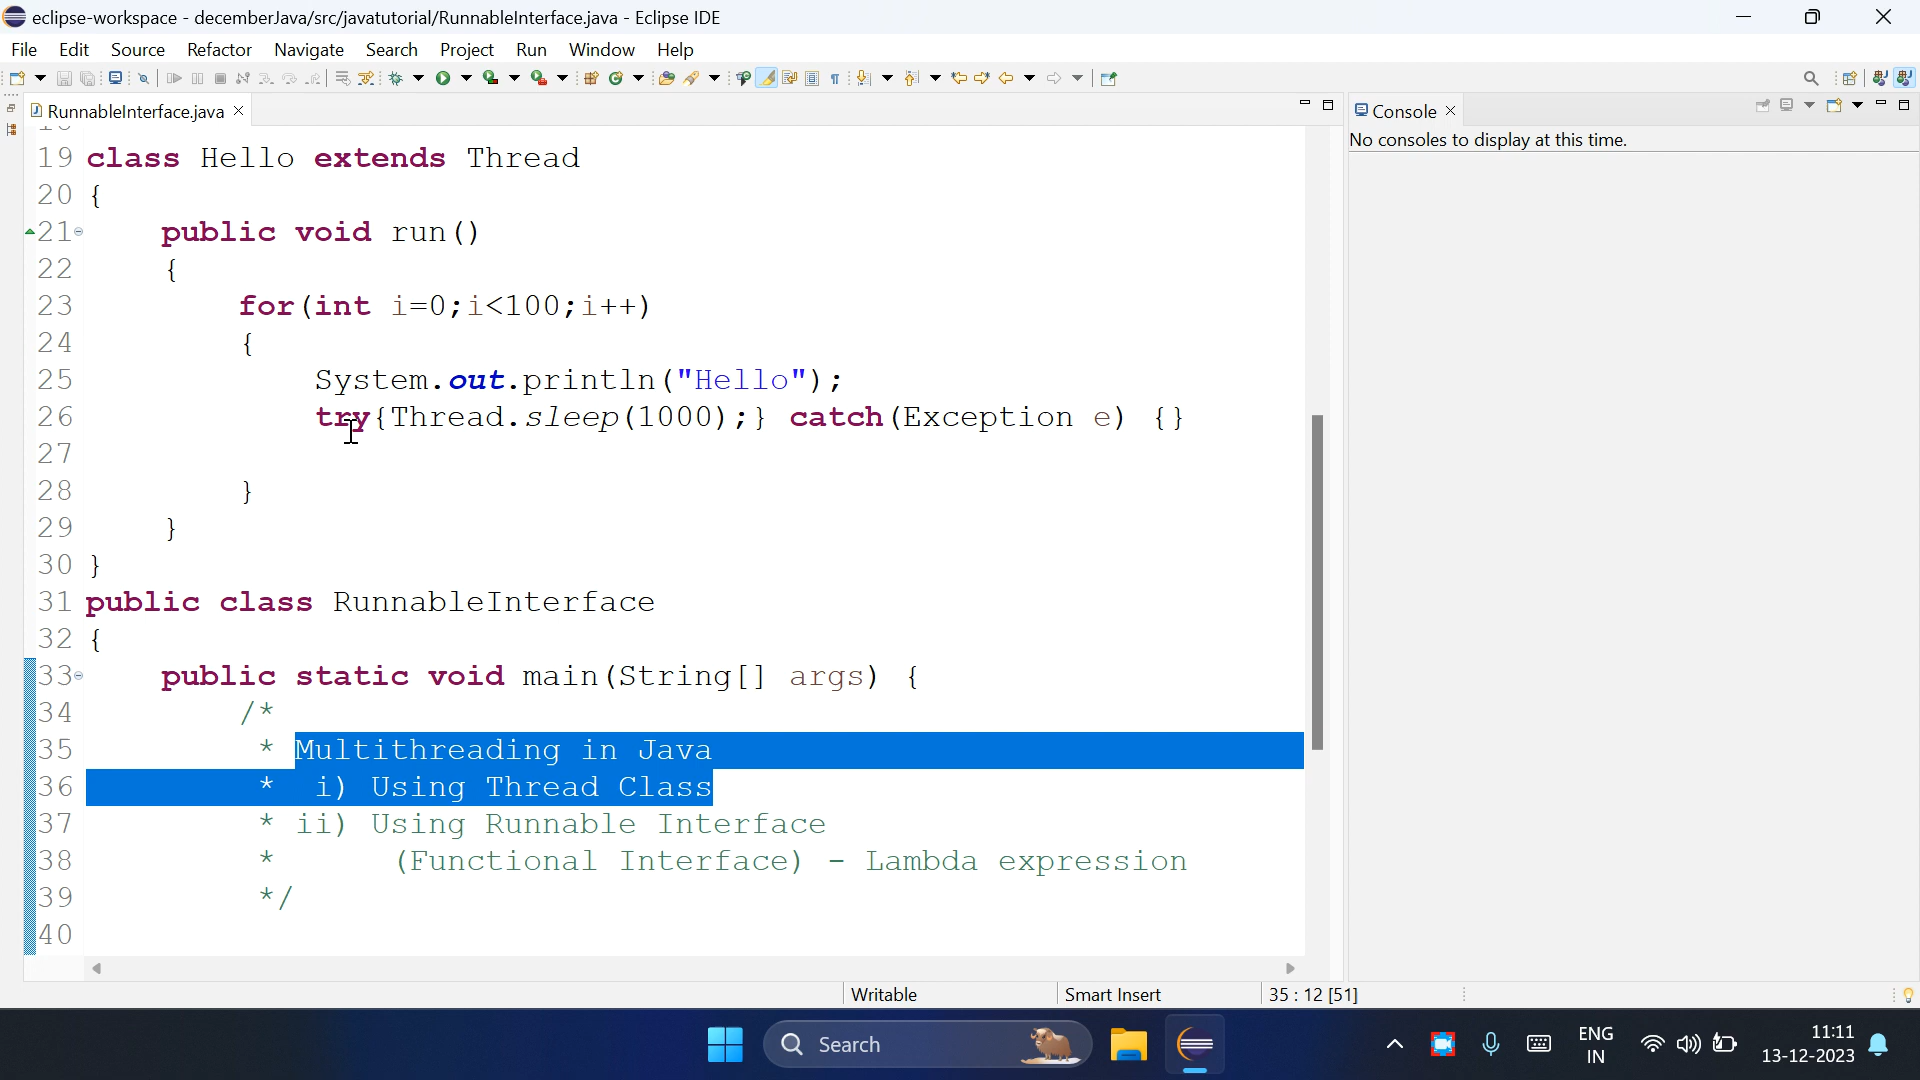 eclipse-workspace - decemberJava/src/javatutorial/RunnableInterface.java - Eclipse IDE
File Edit Source Refactor Navigate Search Project Run Window Help
RunnableInterface.java
Console
No consoles to display at this time.
19 class Hello extends Thread
20 {
21 public void run()
22 {
23 for(int i=0;i<100;i++)
24 {
25 System.out.println("Hello");
26 try{Thread.sleep(1000);} catch(Exception e) {}
27
28 }
29 }
30 }
31 public class RunnableInterface
32 {
33 public static void main(String[] args) {
34 /*
35 * Multithreading in Java
36 * i) Using Thread Class
37 * ii) Using Runnable Interface
38 * (Functional Interface) - Lambda expression
39 */
40
Writable Smart Insert 35 : 12 [51]
Search
ENG
IN
11:11
13-12-2023